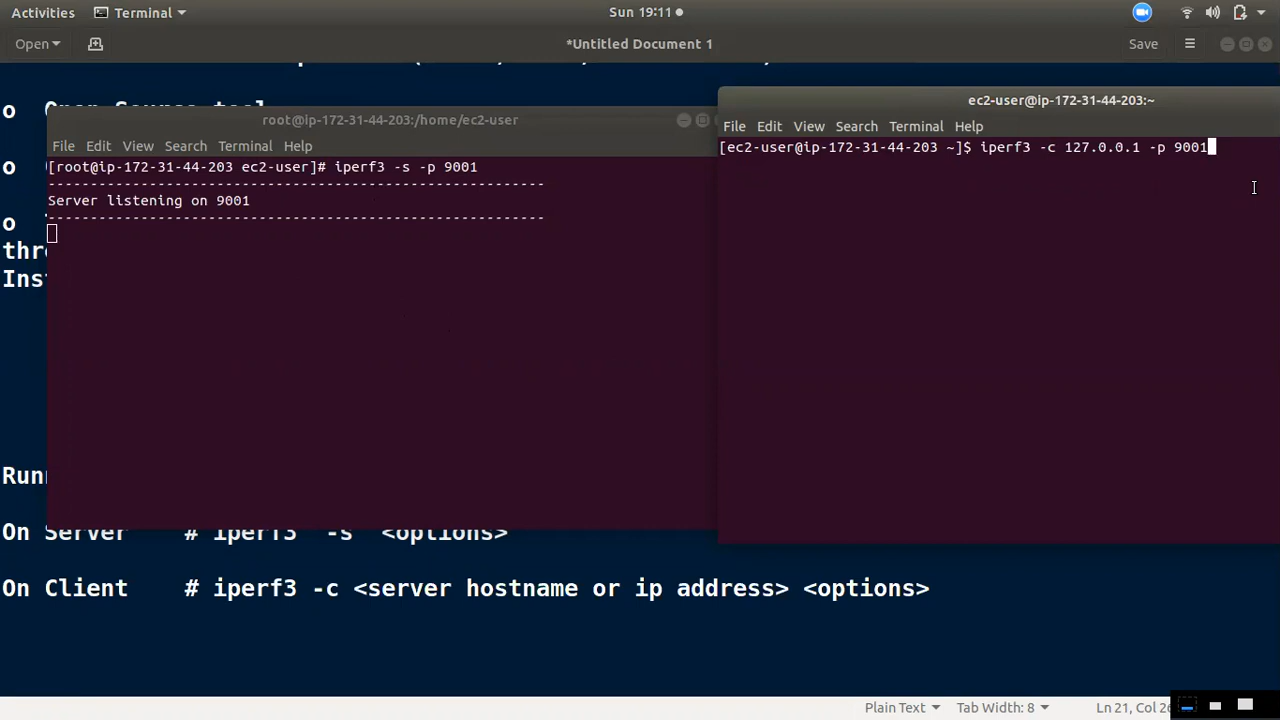 Activities Terminal Sun 19:11
Open *Untitled Document 1 Save
o
root@ip-172-31-44-203:/home/ec2-user
File Edit View Search Terminal Help
[root@ip-172-31-44-203 ec2-user]# iperf3 -s -p 9001
-----------------------------------------------------------
Server listening on 9001
-----------------------------------------------------------
ec2-user@ip-172-31-44-203:~
File Edit View Search Terminal Help
[ec2-user@ip-172-31-44-203 ~]$ iperf3 -c 127.0.0.1 -p 9001
o
o
thr
Inst
Runn
On Server # iperf3 -s <options>
On Client # iperf3 -c <server hostname or ip address> <options>
Plain Text Tab Width: 8 Ln 21, Col 26